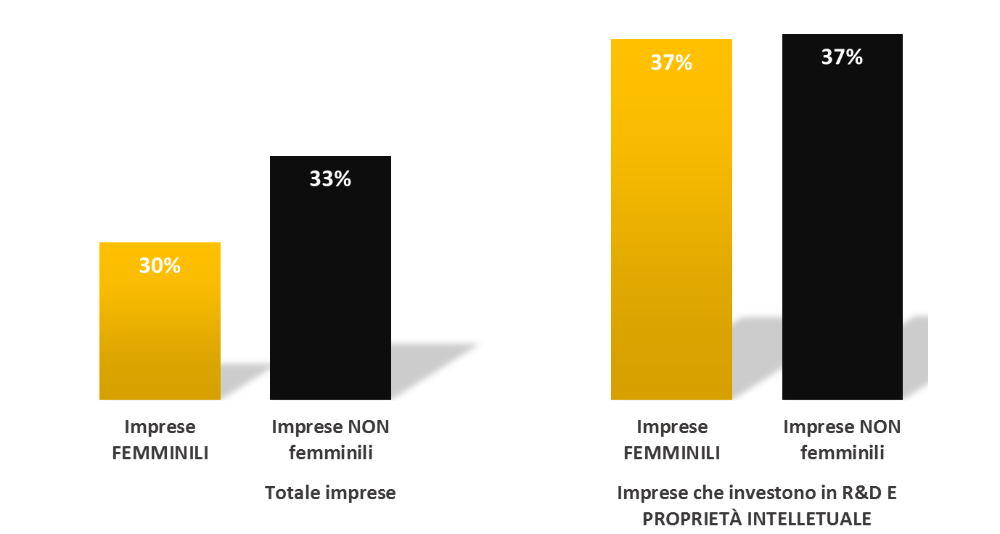 37%
37%
33%
30%
Imprese
FEMMINILI
Imprese NON
femminili
Imprese
FEMMINILI
Imprese NON
femminili
Totale imprese
Imprese che investono in R&D E
PROPRIETÀ INTELLETUALE